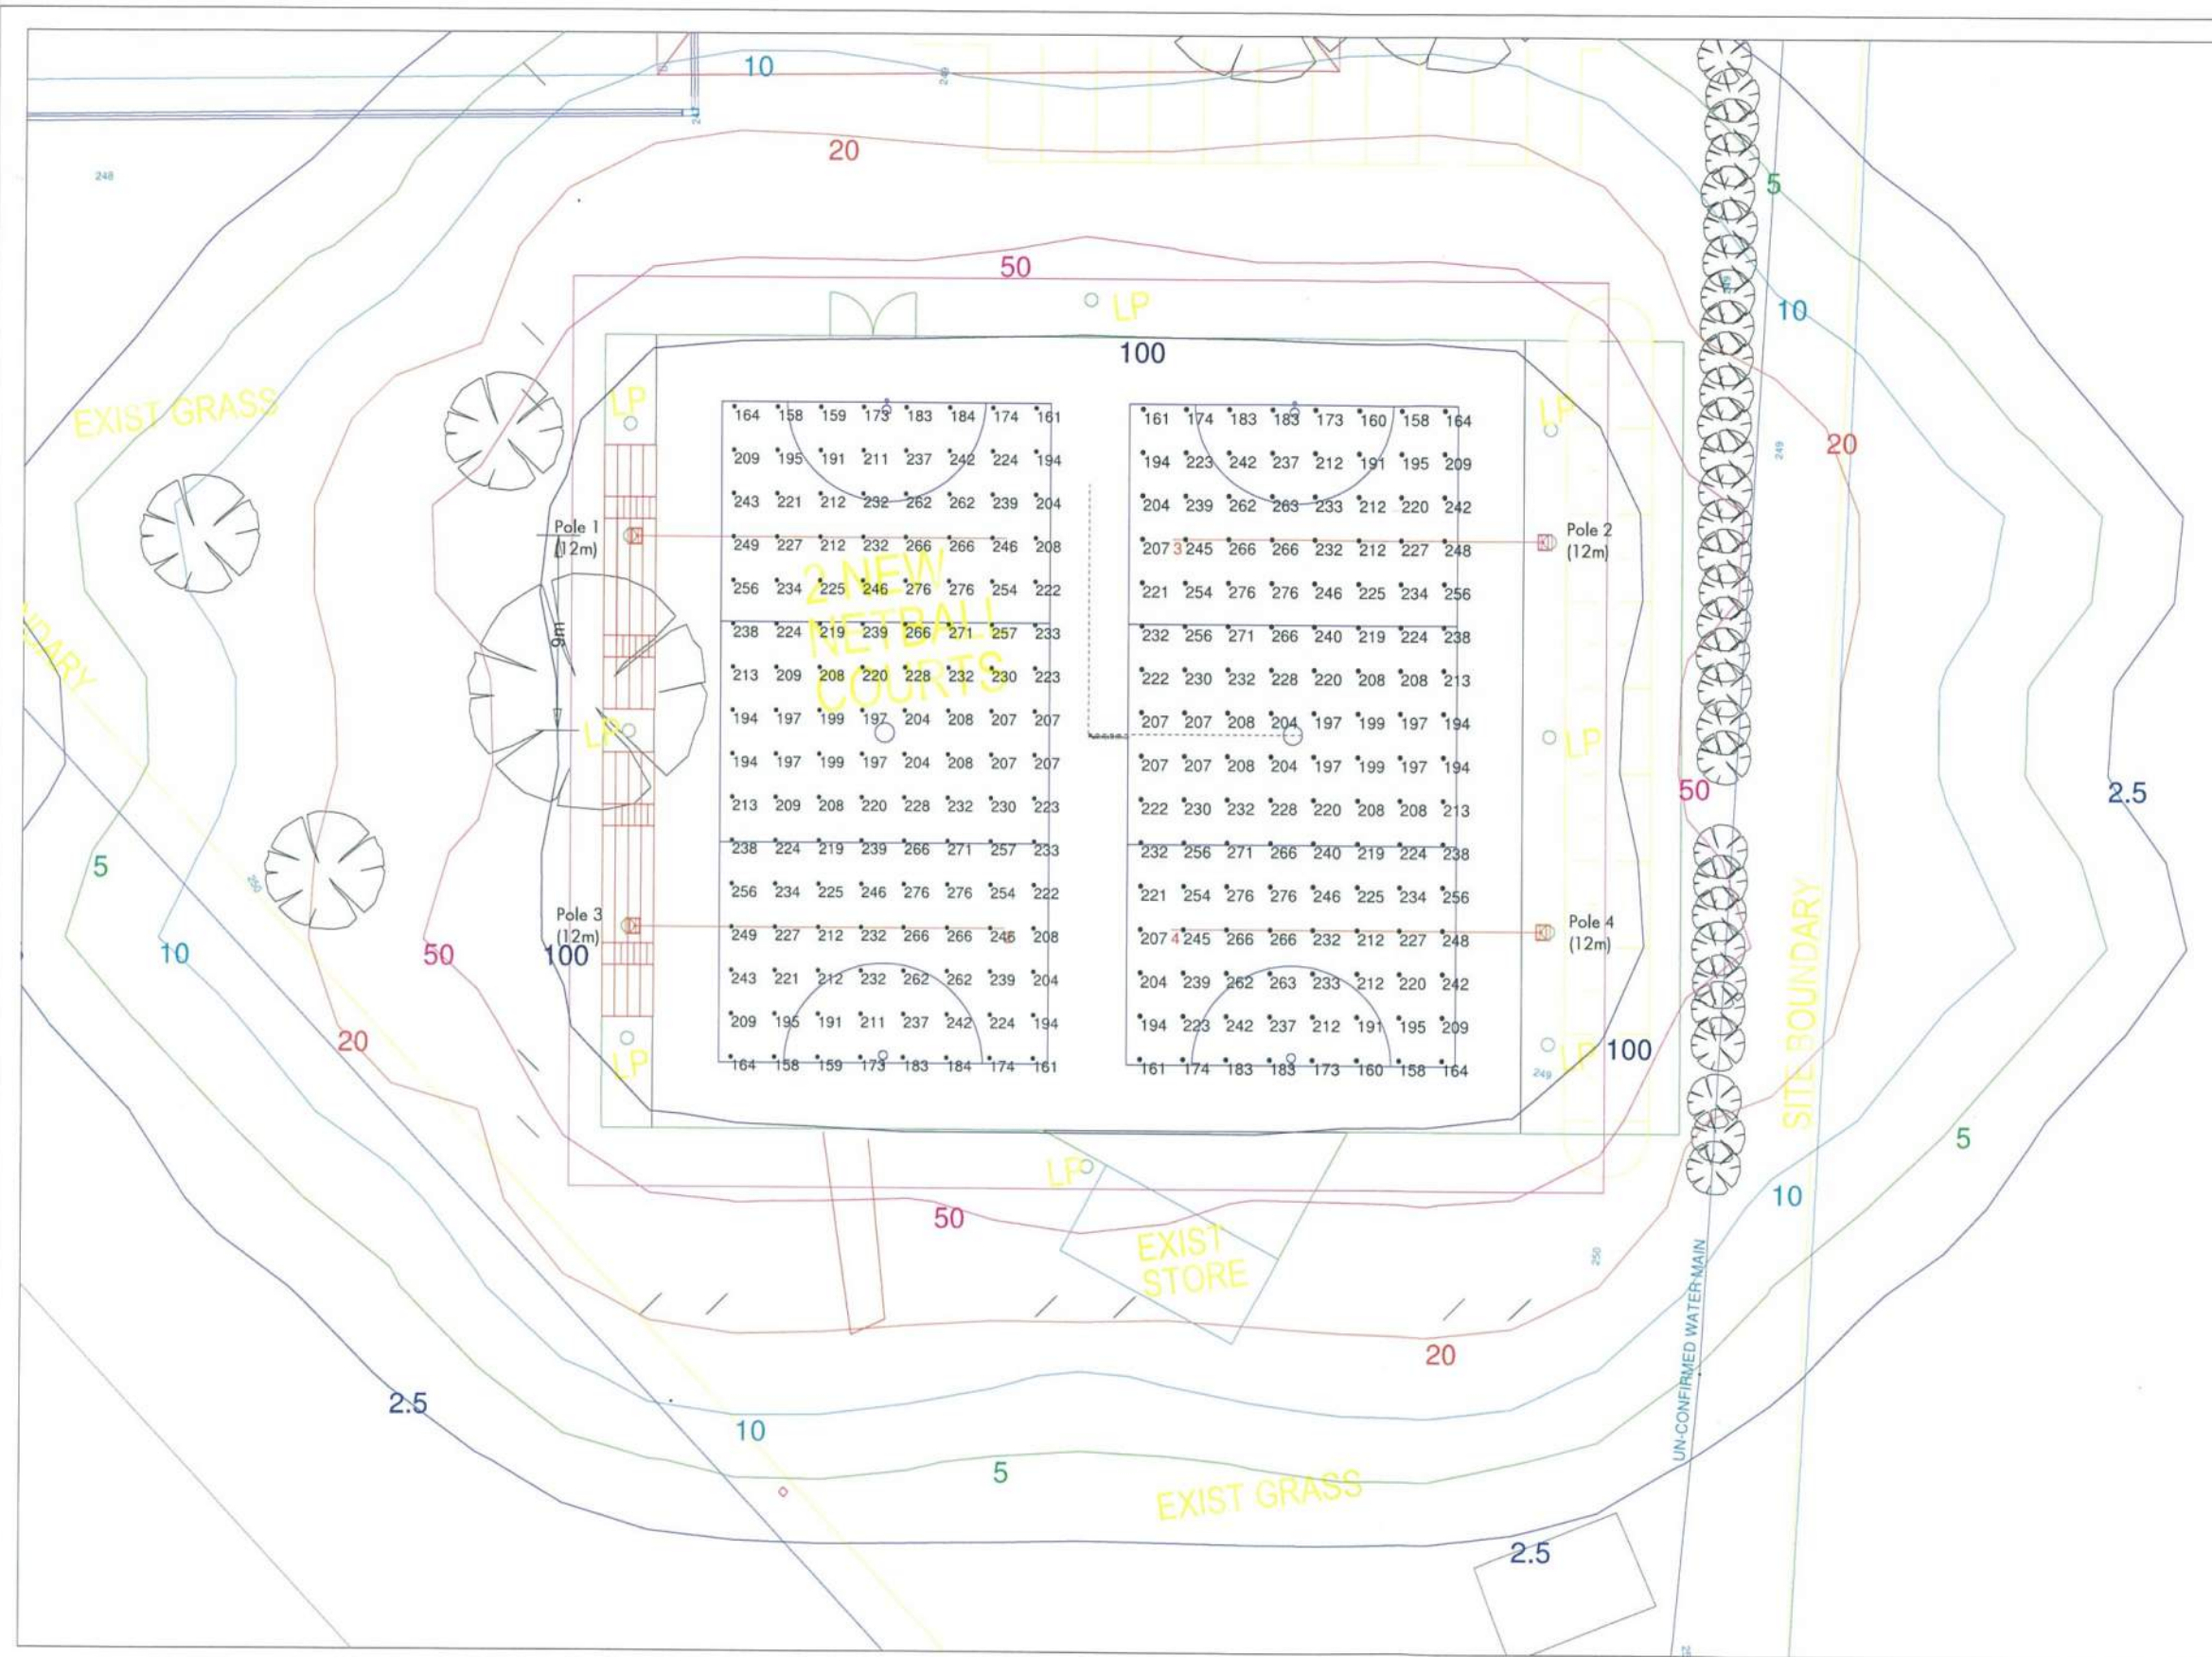 10
249
247
20
248
5
50
249
LP
10
100
EXIST GRASS
LP
LP
20
249
164 158 159 173 183 184 174 161
161 174 183 183 173 160 158 164
209 195 191 211 237 242 224 194
194 223 242 237 212 191 195 209
243 221 212 232 262 262 239 204
204 239 262 263 233 212 220 242
Pole 1
(12m)
Pole 2
(12m)
249 227 212 232 266 266 246 208
207 3 245 266 266 232 212 227 248
2 NEW
NETBALL
COURTS
256 234 225 246 276 276 254 222
221 254 276 276 246 225 234 256
9m
238 224 219 239 266 271 257 233
232 256 271 266 240 219 224 238
213 209 208 220 228 232 230 223
222 230 232 228 220 208 208 213
194 197 199 197 204 208 207 207
207 207 208 204 197 199 197 194
LP
LP
194 197 199 197 204 208 207 207
207 207 208 204 197 199 197 194
50
2.5
213 209 208 220 228 232 230 223
222 230 232 228 220 208 208 213
238 224 219 239 266 271 257 233
232 256 271 266 240 219 224 238
5
250
256 234 225 246 276 276 254 222
221 254 276 276 246 225 234 256
Pole 3
(12m)
Pole 4
(12m)
249 227 212 232 266 266 246 208
207 4 245 266 266 232 212 227 248
10
50
100
243 221 212 232 262 262 239 204
204 239 262 263 233 212 220 242
SITE BOUNDARY
209 195 191 211 237 242 224 194
194 223 242 237 212 191 195 209
20
LP
LP
100
249
164 158 159 173 183 184 174 161
161 174 183 183 173 160 158 164
5
LP
10
50
EXIST
STORE
250
UN-CONFIRMED WATER MAIN
20
2.5
10
5
EXIST GRASS
2.5